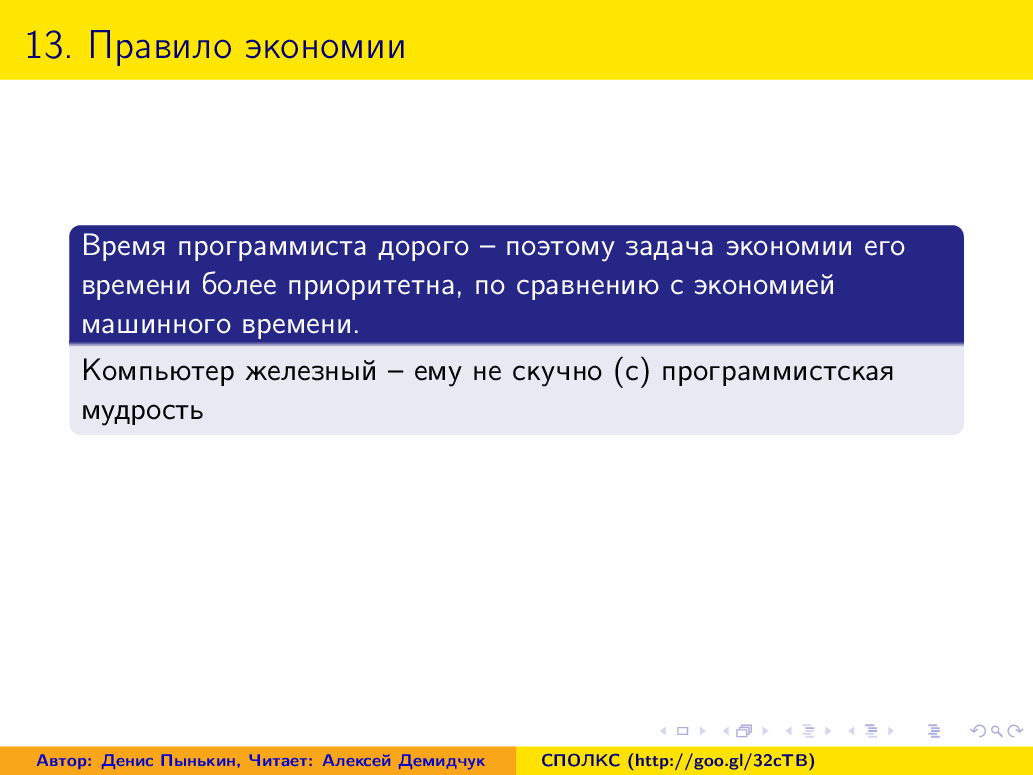 13. Правило экономии
Время программиста дорого – поэтому задача экономии его
времени более приоритетна, по сравнению с экономией
машинного времени.
Компьютер железный – ему не скучно (с) программистская
мудрость
Автор: Денис Пынькин, Читает: Алексей Демидчук
СПОЛКС (http://goo.gl/32cTB)